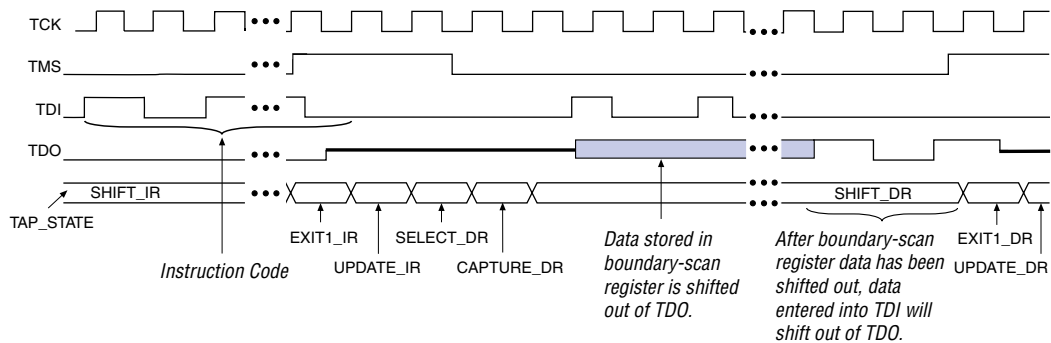 TCK
TMS
TDI
TDO
SHIFT_IR
SHIFT_DR
TAP_STATE
EXIT1_IR
SELECT_DR
UPDATE_IR
CAPTURE_DR
EXIT1_DR
UPDATE_DR
Instruction Code
Data stored in
boundary-scan
register is shifted
out of TDO.
After boundary-scan
register data has been
shifted out, data
entered into TDI will
shift out of TDO.